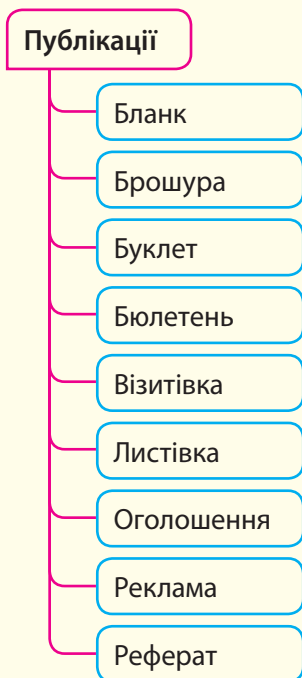 Публікації
Бланк
Брошура
Буклет
Бюлетень
Візитівка
Листівка
Оголошення
Реклама
Реферат